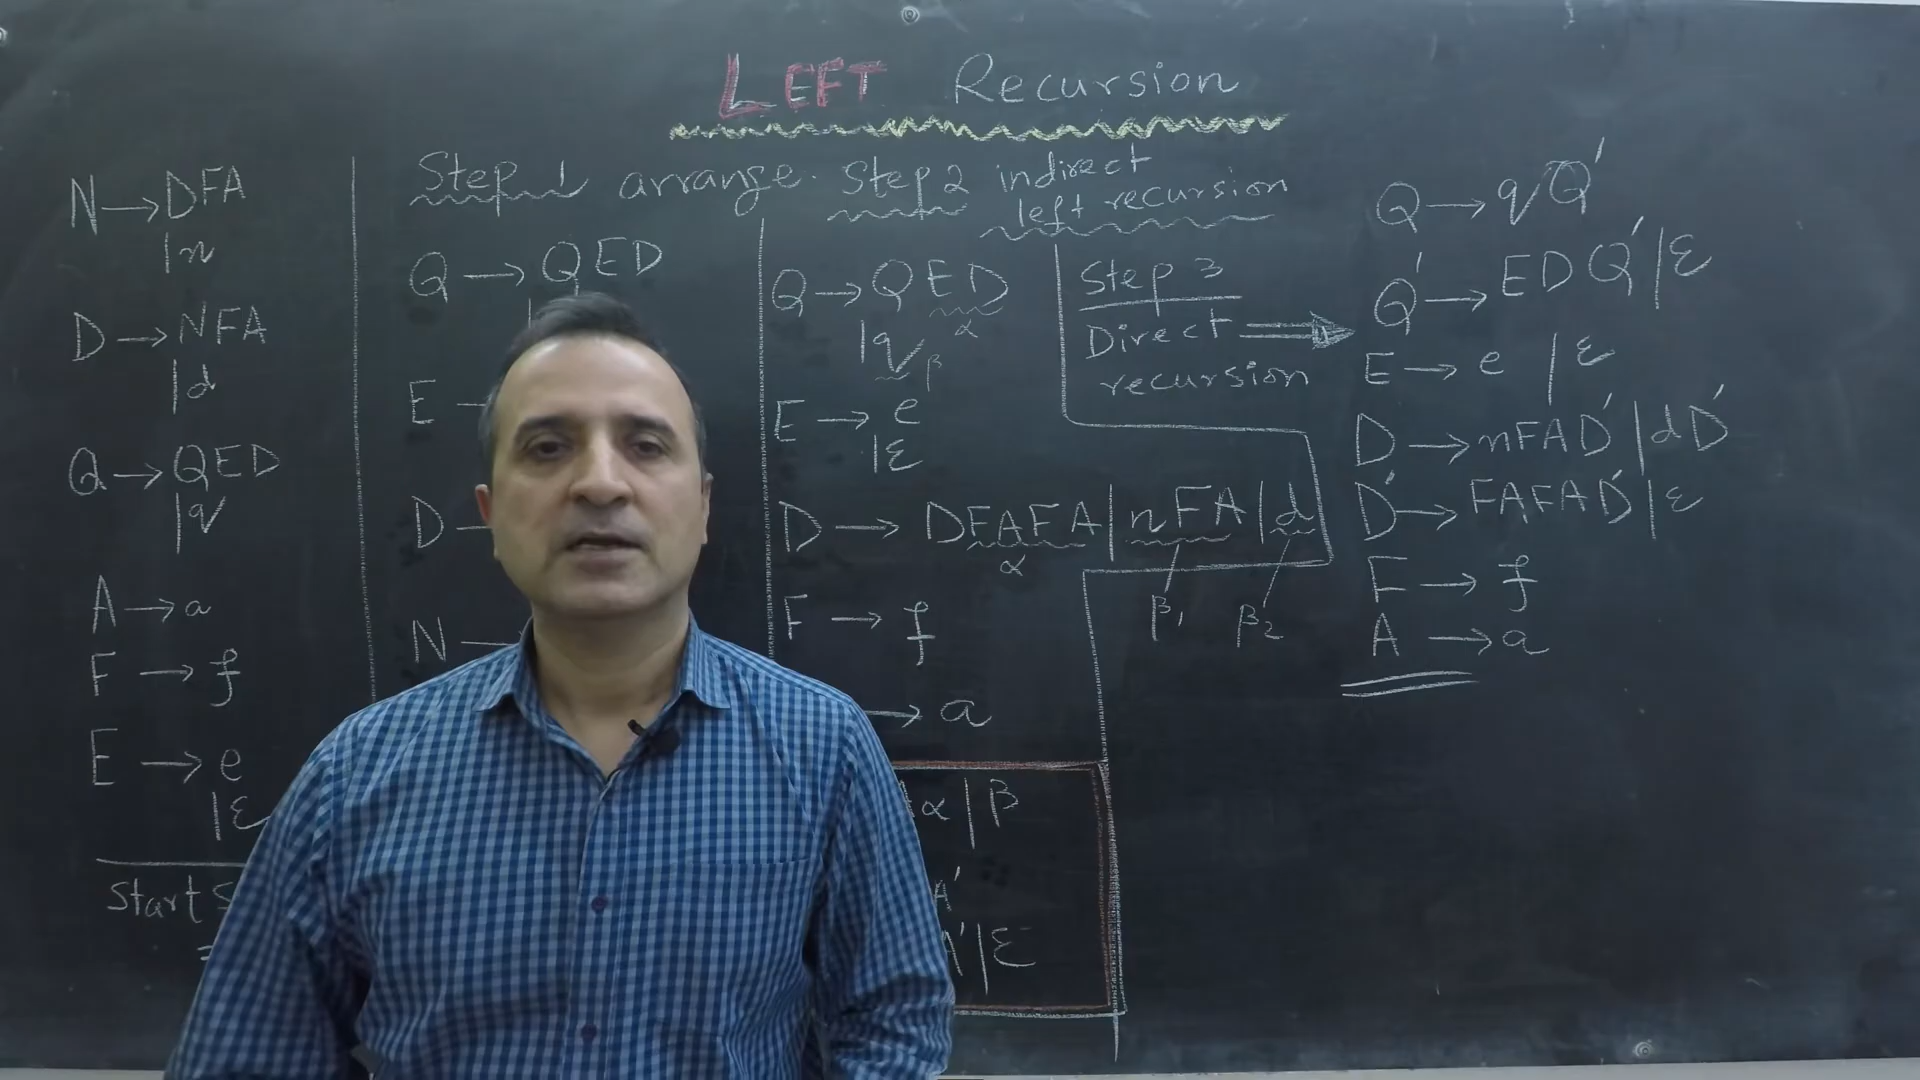 LEFT Recursion
N → DFA
| n
D → NFA
| d
Q → QED
| q
A → a
F → f
E → e
| ε
Start
Step 1 arrange.
Q → QED
|
E
D
N
Step 2 indirect
left recursion
Q → QED
α
| q
β
E → e
| ε
D → DFAFA | nFA | d
α
β1 β2
F → f
→ a
α | β
A'
A' | ε
Step 3
Direct ⇒
recursion
Q → qQ'
Q' → EDQ' | ε
E → e | ε
D → nFAD' | dD'
D' → FAFAD' | ε
F → f
A → a